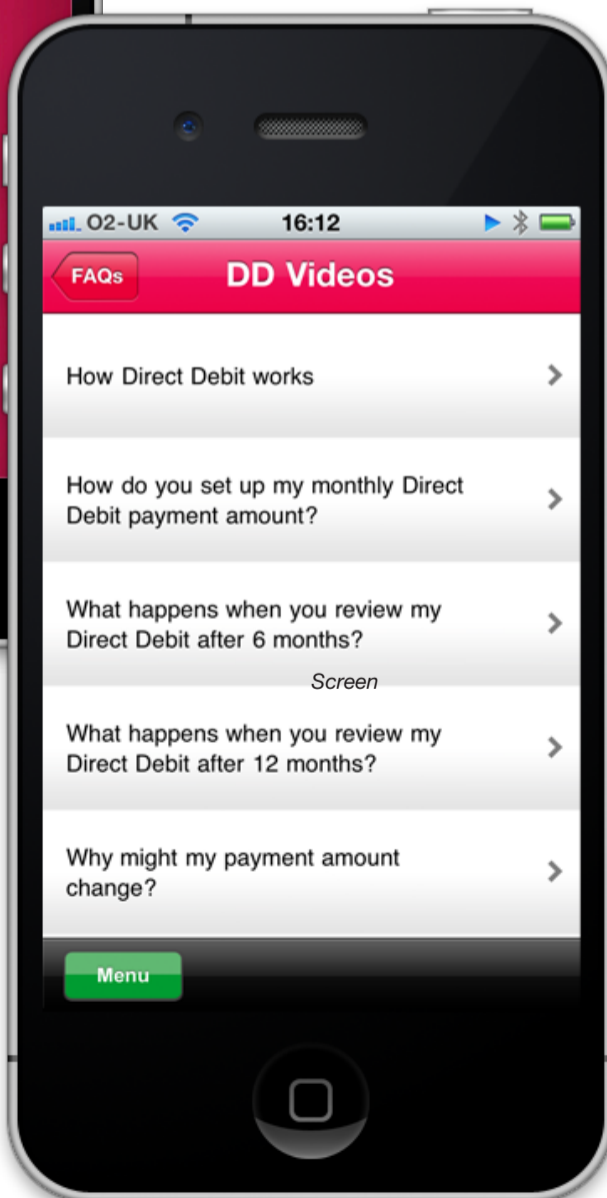 O2-UK 16:12
FAQs DD Videos
How Direct Debit works
How do you set up my monthly Direct
Debit payment amount?
What happens when you review my
Direct Debit after 6 months?
Screen
What happens when you review my
Direct Debit after 12 months?
Why might my payment amount
change?
Menu